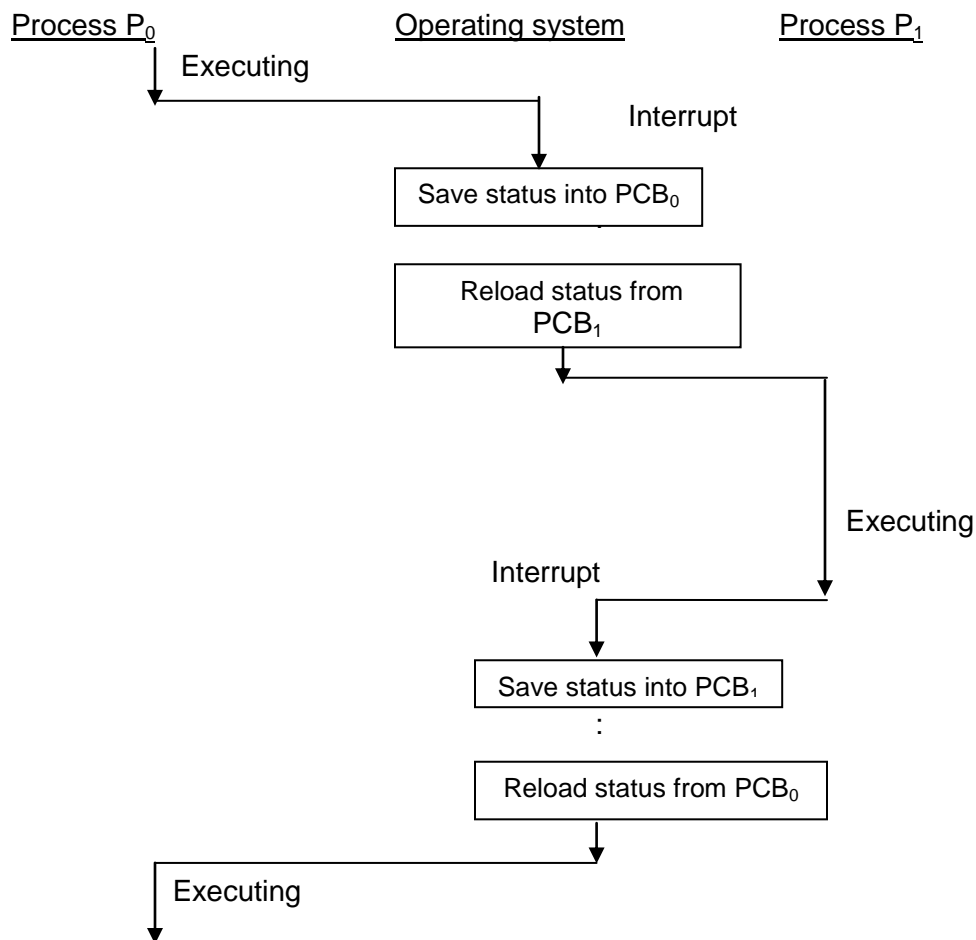 Process P₀ Operating system Process P₁
Executing
Interrupt
Save status into PCB₀
.
Reload status from
PCB₁
Executing
Interrupt
Save status into PCB₁
:
Reload status from PCB₀
Executing